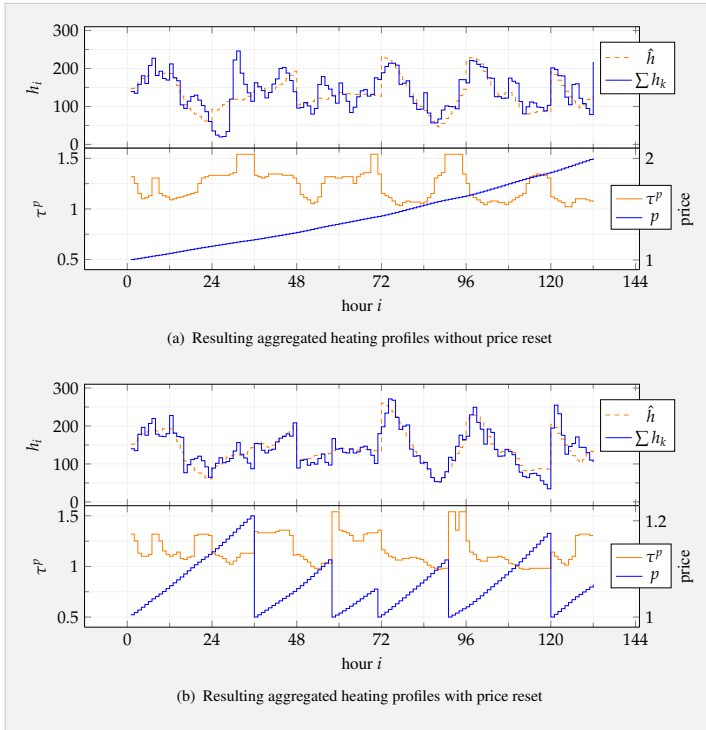 300
200
100
0
h_i
ĥ
∑ h_k
1.5
1
0.5
τ^p
2
1
price
τ^p
p
0 24 48 72 96 120 144
hour i
(a) Resulting aggregated heating profiles without price reset
300
200
100
0
h_i
ĥ
∑ h_k
1.5
1
0.5
τ^p
1.2
1
price
τ^p
p
0 24 48 72 96 120 144
hour i
(b) Resulting aggregated heating profiles with price reset